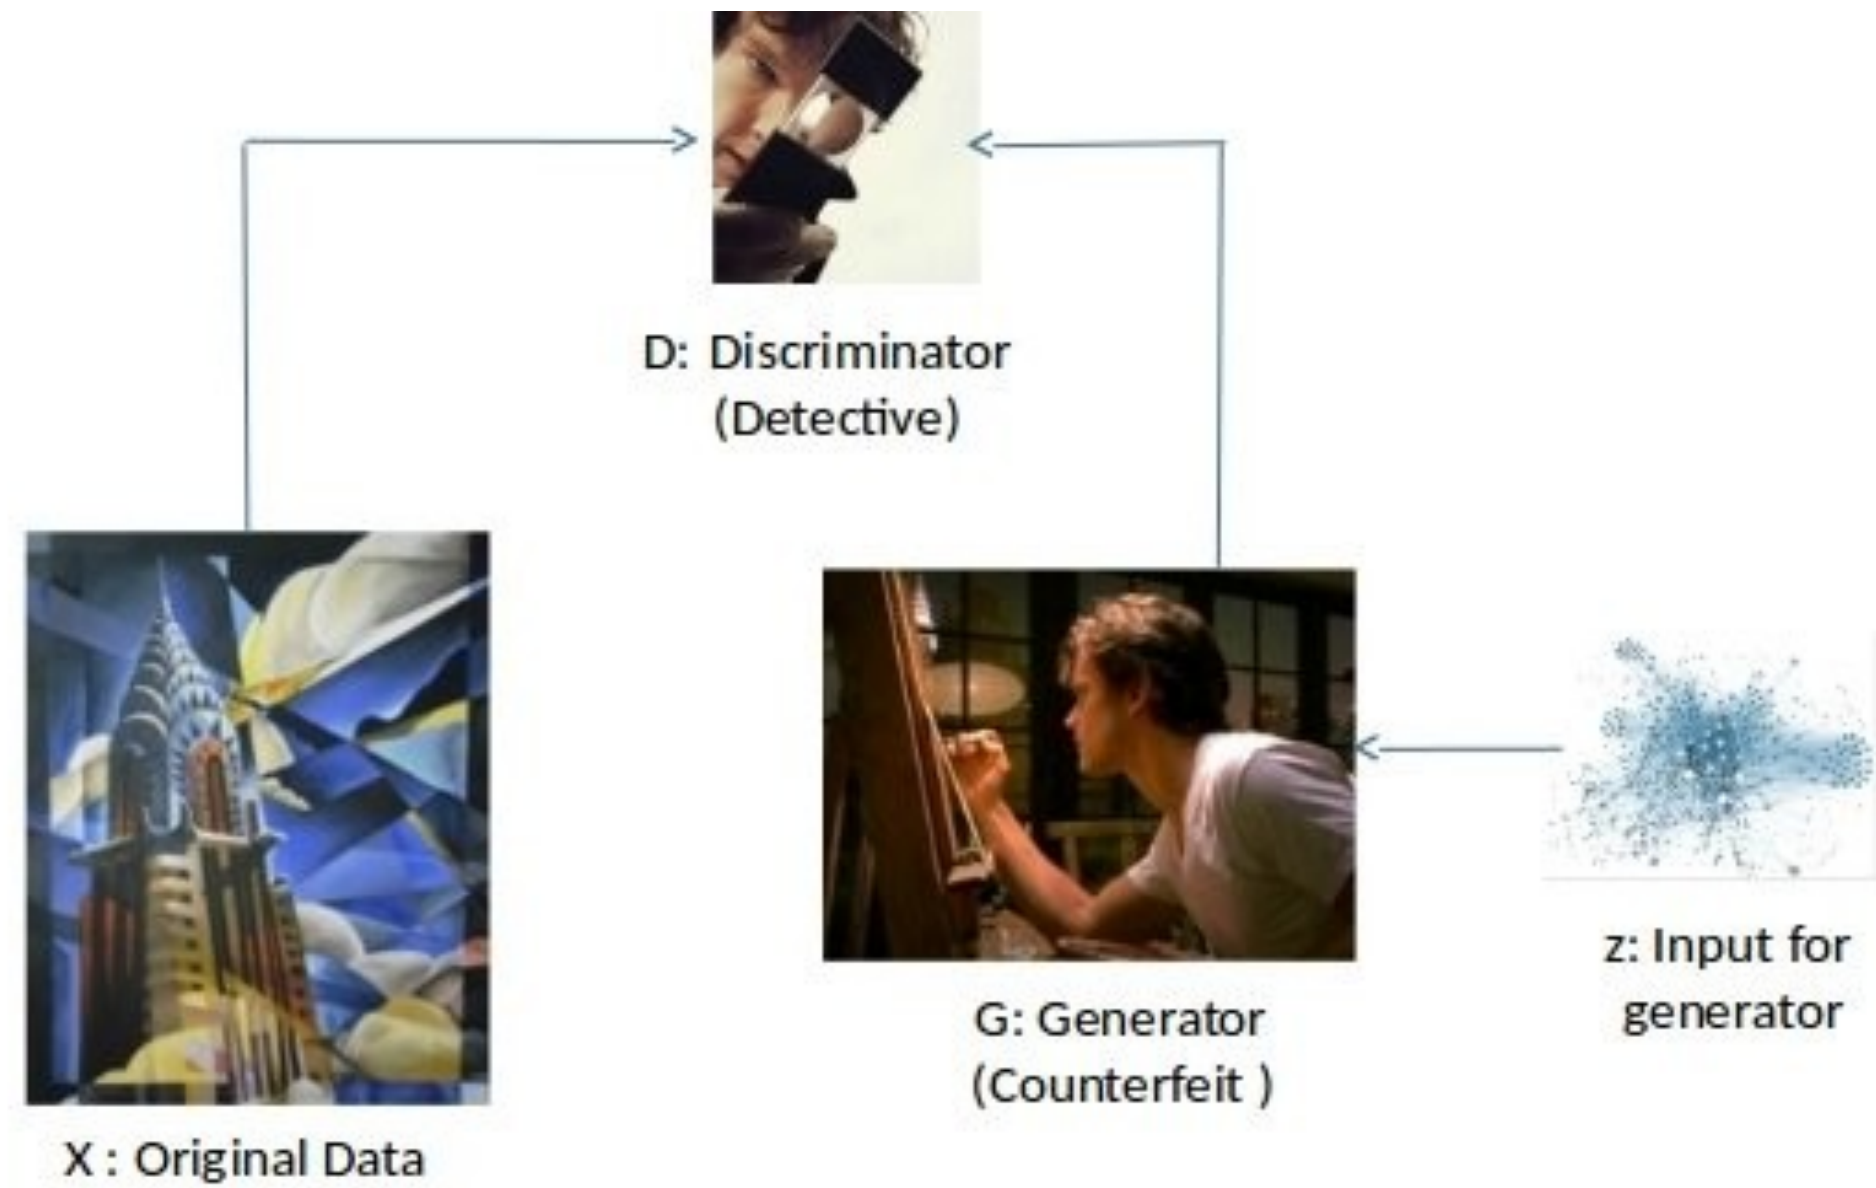 D: Discriminator
(Detective)
G: Generator
(Counterfeit )
z: Input for
generator
X : Original Data